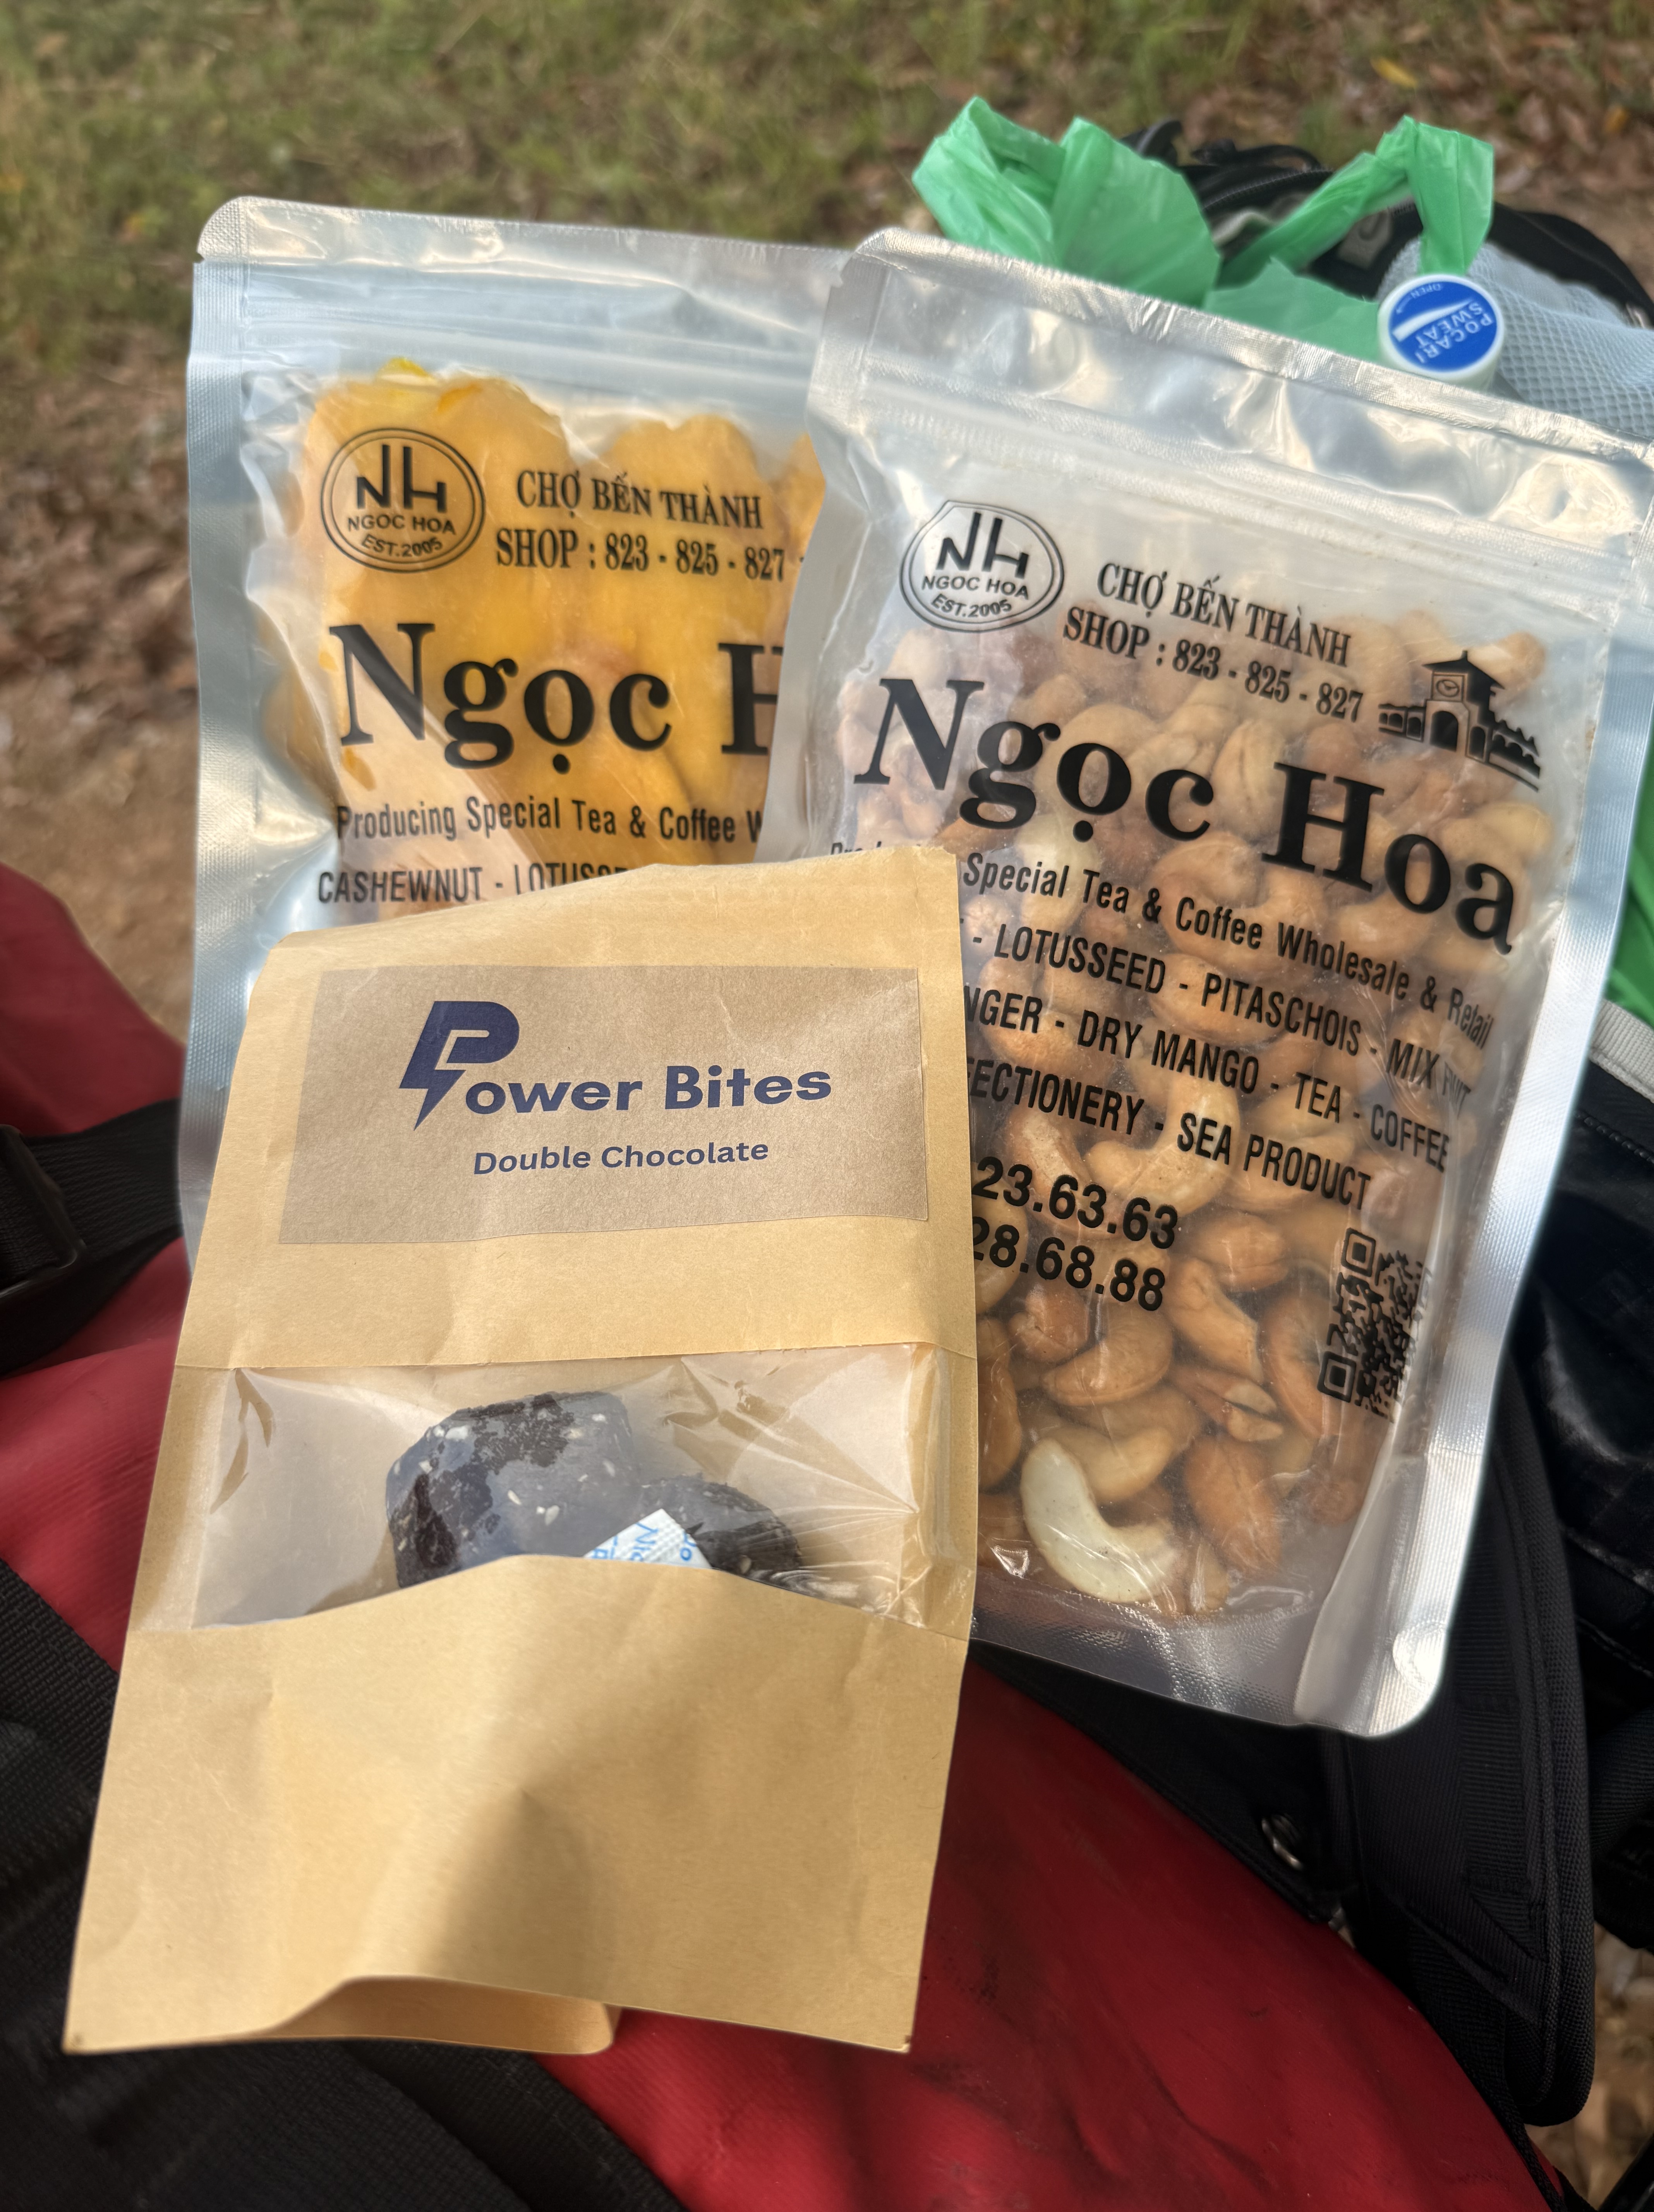 NH
NGOC HOA
EST.2005
CHỢ BẾN THÀNH
SHOP : 823 - 825 - 827
Ngọc H
Producing Special Tea & Coffee W
CASHEWNUT -
NH
NGOC HOA
EST.2005
CHỢ BẾN THÀNH
SHOP : 823 - 825 - 827
Ngọc Hoa
Special Tea & Coffee Wholesale & Retail
- LOTUSSEED - PITASCHOIS - MIX
NGER - DRY MANGO - TEA - COFFEE
ECTIONERY - SEA PRODUCT
23.63.63
28.68.88
Power Bites
Double Chocolate
POCARI
SWEAT
OPEN